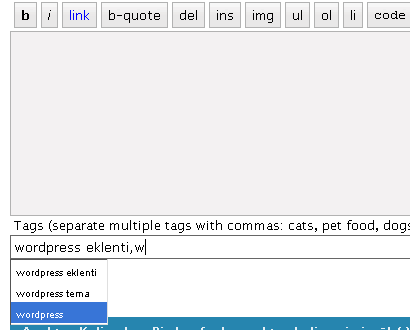 b i link b-quote del ins img ul ol li code
Tags (separate multiple tags with commas: cats, pet food, dogs
wordpress eklenti,w
wordpress eklenti
wordpress tema
wordpress